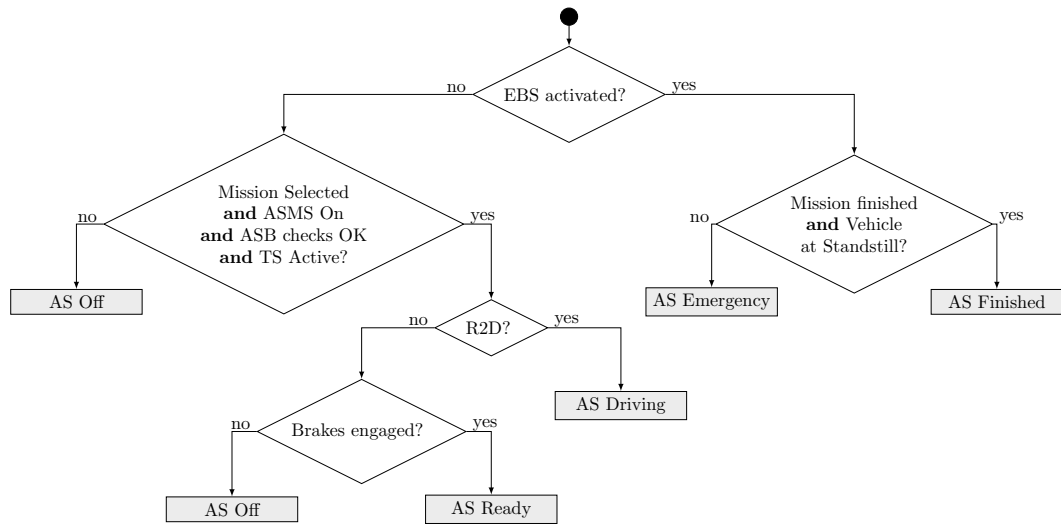 EBS activated?
no
yes
Mission Selected
and ASMS On
and ASB checks OK
and TS Active?
no
yes
Mission finished
and Vehicle
at Standstill?
no
yes
AS Off
AS Emergency
AS Finished
R2D?
no
yes
AS Driving
Brakes engaged?
no
yes
AS Off
AS Ready